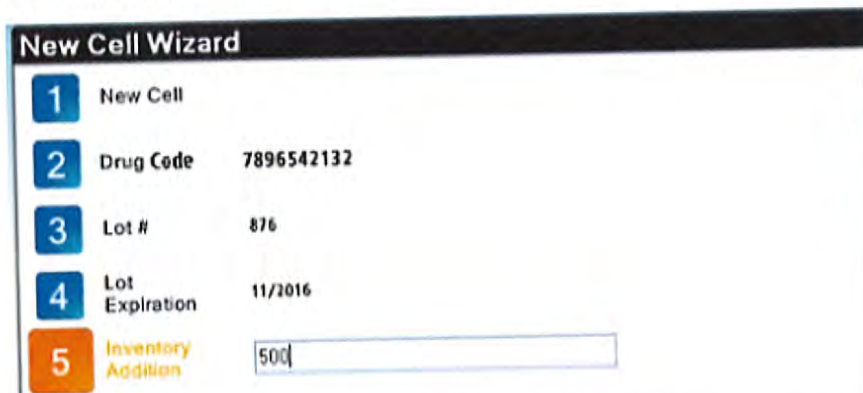 New Cell Wizard
1 New Cell
2 Drug Code 7896542132
3 Lot # 876
4 Lot Expiration 11/2016
5 Inventory Addition 500